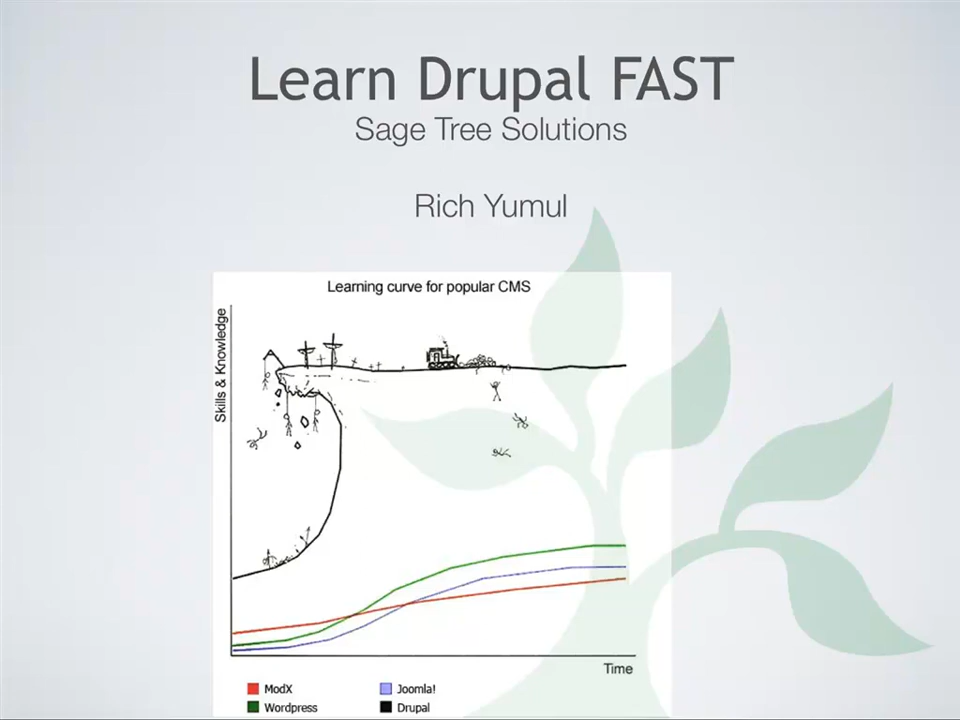 Learn Drupal FAST
Sage Tree Solutions
Rich Yumul
Learning curve for popular CMS
Skills & Knowledge
Time
ModX
Joomla!
Wordpress
Drupal